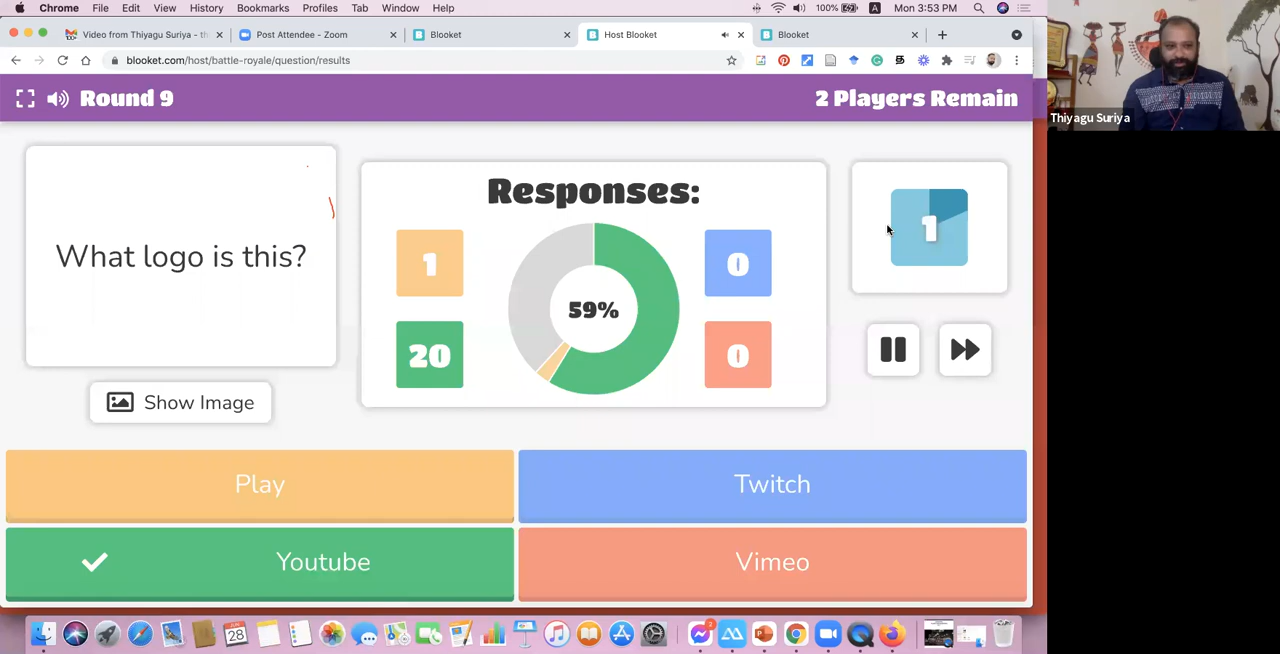 Chrome File Edit View History Bookmarks Profiles Tab Window Help 100% A Mon 3:53 PM
Video from Thiyagu Suriya - th Post Attendee - Zoom Blooket Host Blooket Blooket
blooket.com/host/battle-royale/question/results
Round 9 2 Players Remain
Thiyagu Suriya
What logo is this?
Show Image
Responses:
1 0
59%
20 0
1
Play Twitch
Youtube Vimeo
JUN
28
2